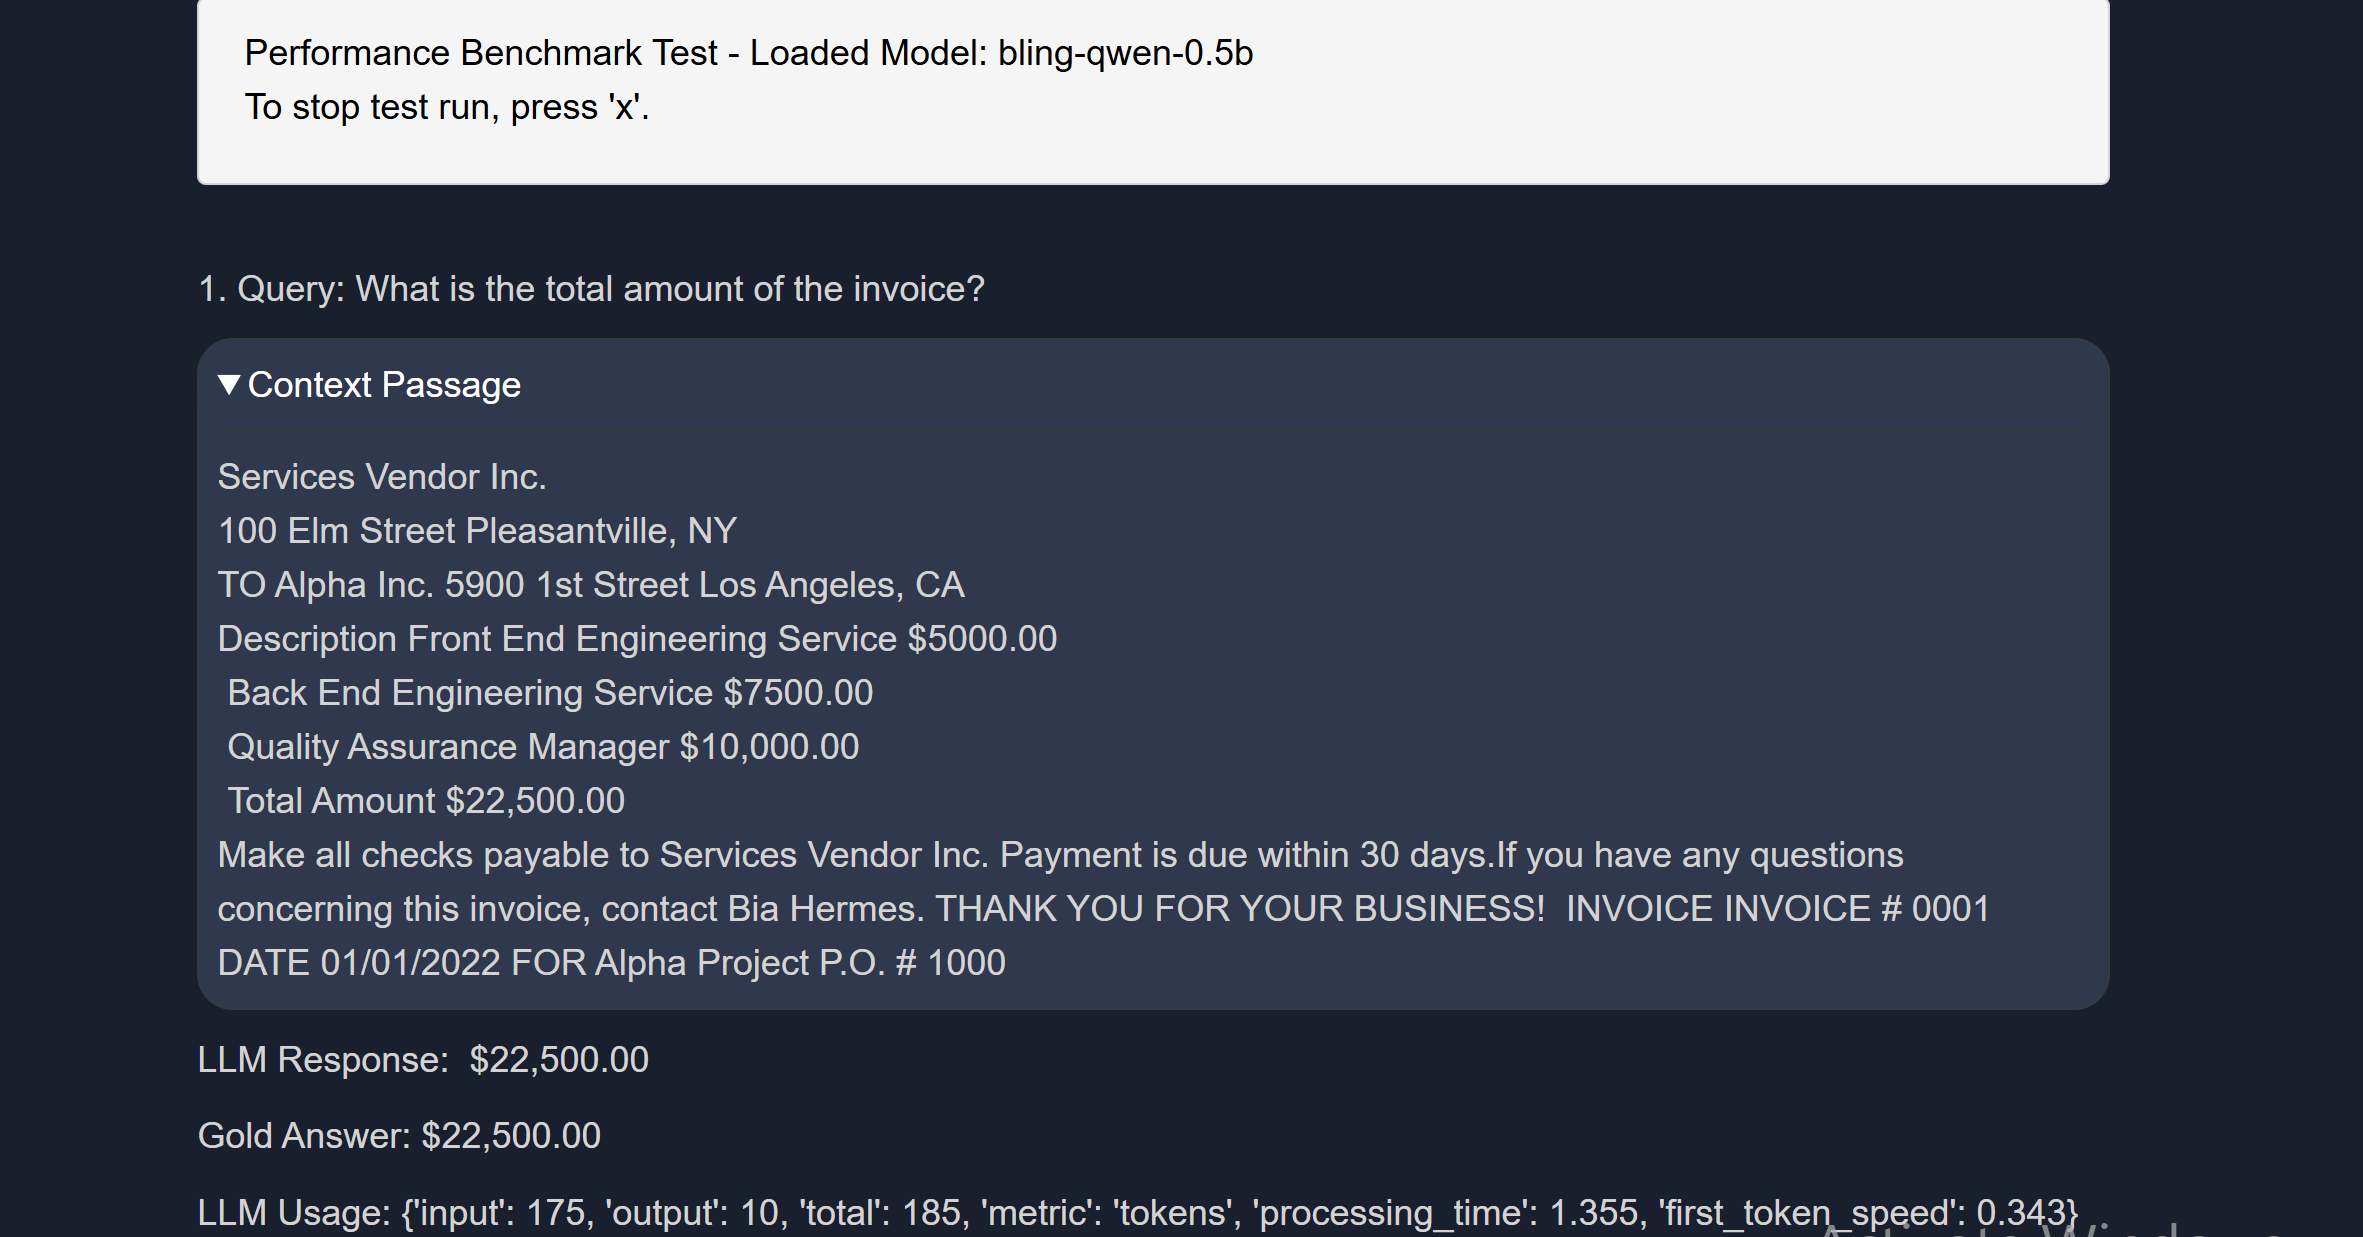 Performance Benchmark Test - Loaded Model: bling-qwen-0.5b
To stop test run, press 'x'.
1. Query: What is the total amount of the invoice?
▼ Context Passage
Services Vendor Inc.
100 Elm Street Pleasantville, NY
TO Alpha Inc. 5900 1st Street Los Angeles, CA
Description Front End Engineering Service $5000.00
Back End Engineering Service $7500.00
Quality Assurance Manager $10,000.00
Total Amount $22,500.00
Make all checks payable to Services Vendor Inc. Payment is due within 30 days.If you have any questions
concerning this invoice, contact Bia Hermes. THANK YOU FOR YOUR BUSINESS!  INVOICE INVOICE # 0001
DATE 01/01/2022 FOR Alpha Project P.O. # 1000
LLM Response:  $22,500.00
Gold Answer: $22,500.00
LLM Usage: {'input': 175, 'output': 10, 'total': 185, 'metric': 'tokens', 'processing_time': 1.355, 'first_token_speed': 0.343}